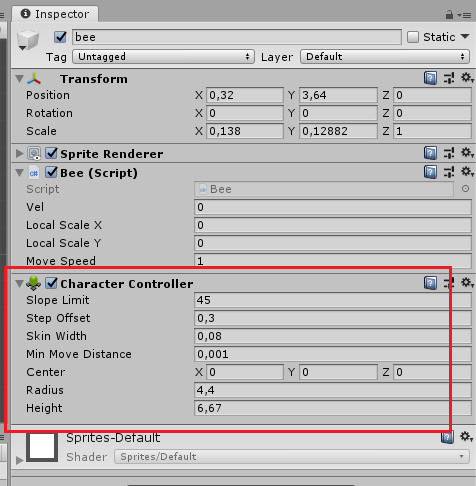 Inspector
bee Static
Tag Untagged Layer Default
Transform
Position X 0,32 Y 3,64 Z 0
Rotation X 0 Y 0 Z 0
Scale X 0,138 Y 0,12882 Z 1
Sprite Renderer
Bee (Script)
Script Bee
Vel 0
Local Scale X 0
Local Scale Y 0
Move Speed 1
Character Controller
Slope Limit 45
Step Offset 0,3
Skin Width 0,08
Min Move Distance 0,001
Center X 0 Y 0 Z 0
Radius 4,4
Height 6,67
Sprites-Default
Shader Sprites/Default